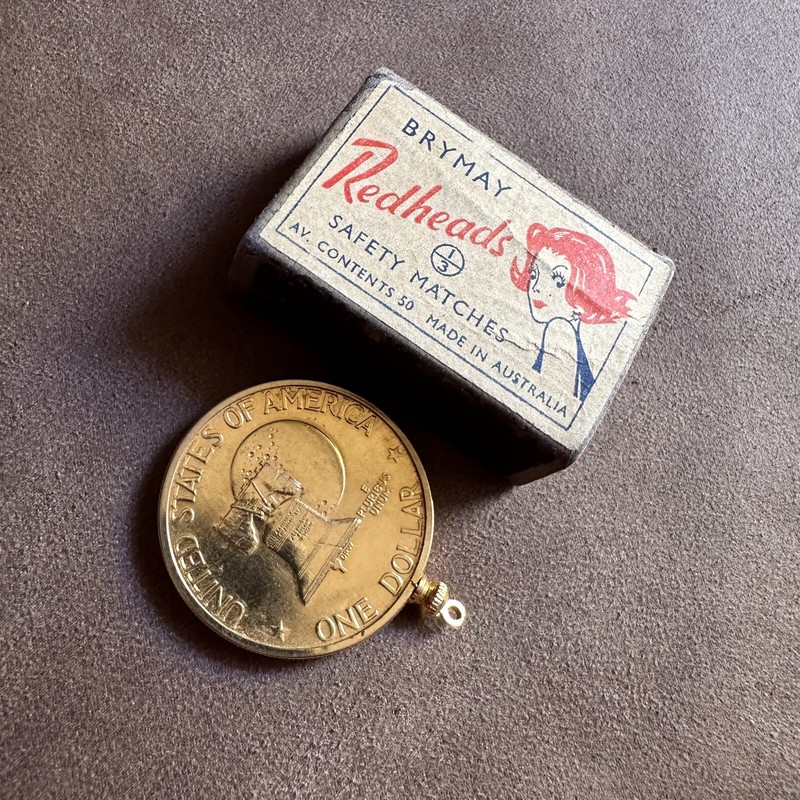 BRYMAY
Redheads
1/3
SAFETY MATCHES
AV. CONTENTS 50 MADE IN AUSTRALIA
UNITED STATES OF AMERICA
E
PLURIBUS
UNUM
ONE DOLLAR